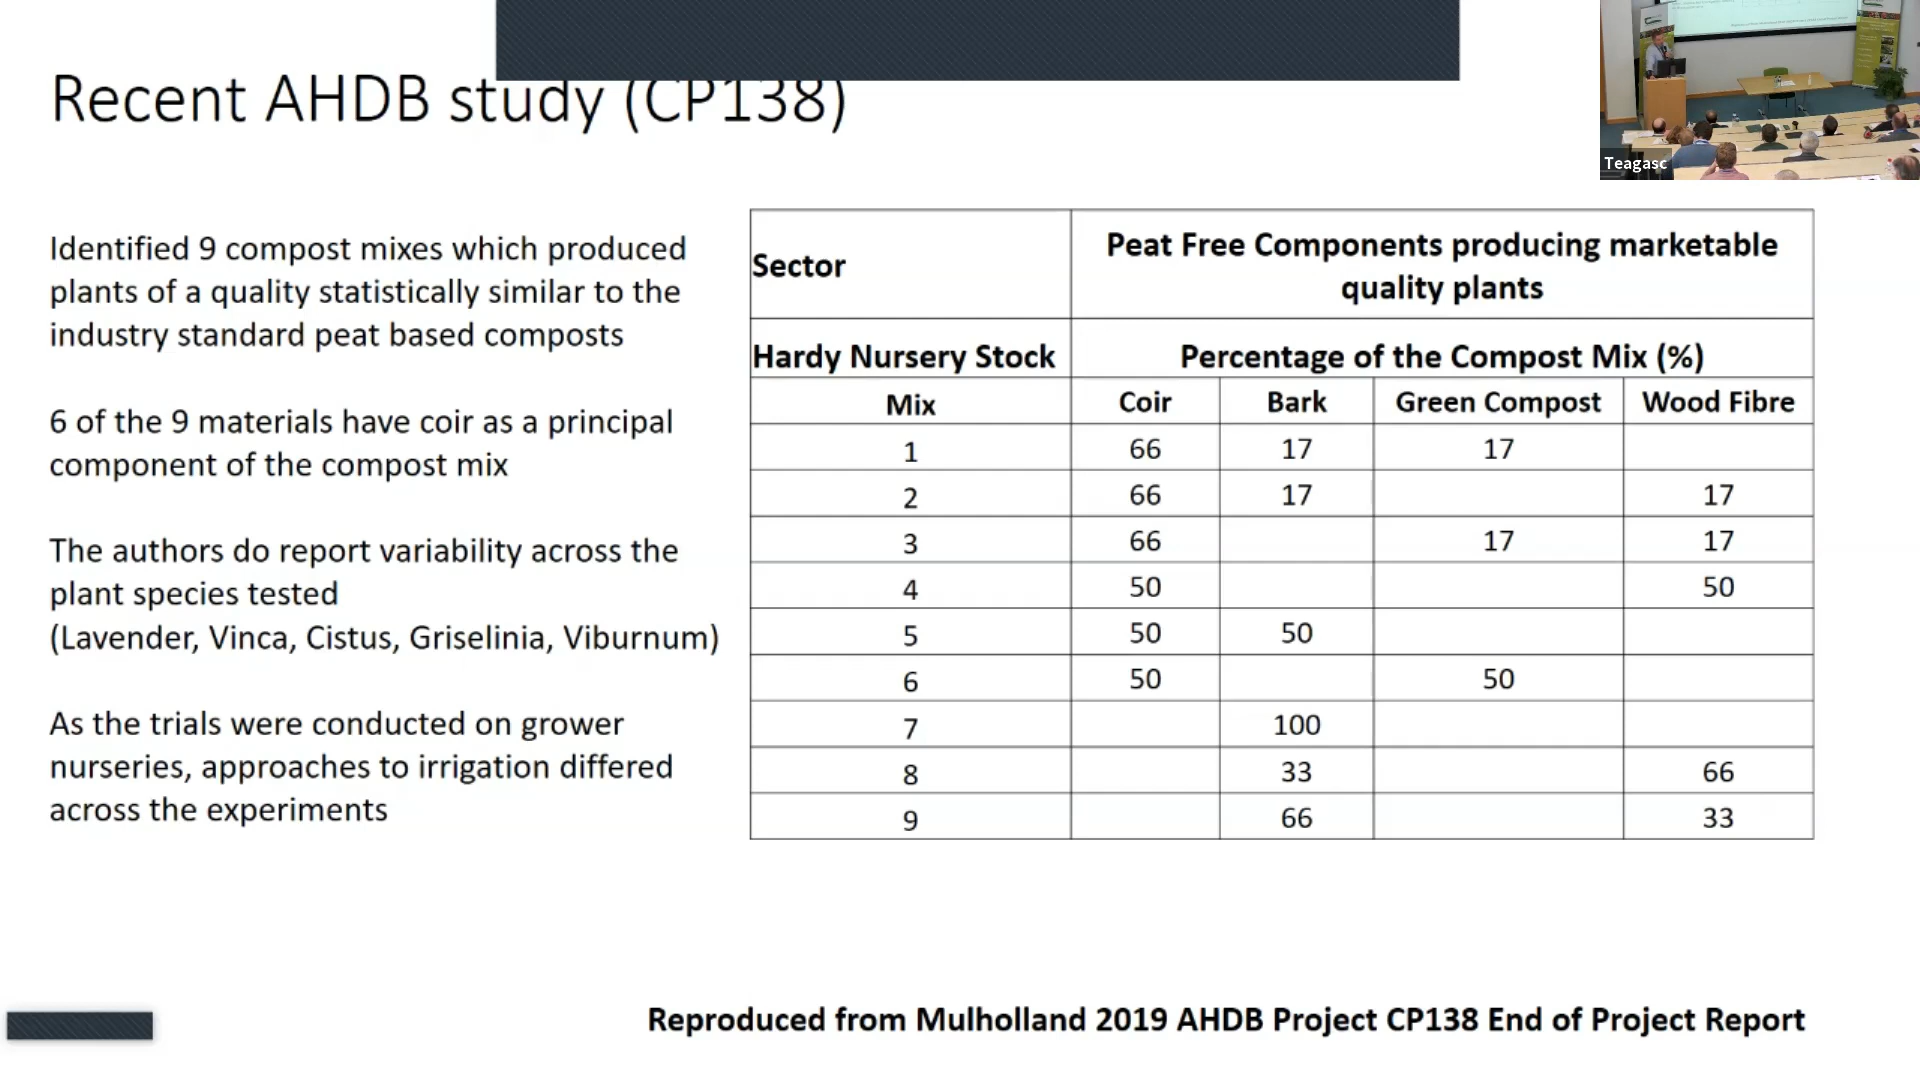 Recent AHDB study (CP138)
Teagasc
Identified 9 compost mixes which produced
plants of a quality statistically similar to the
industry standard peat based composts
6 of the 9 materials have coir as a principal
component of the compost mix
The authors do report variability across the
plant species tested
(Lavender, Vinca, Cistus, Griselinia, Viburnum)
As the trials were conducted on grower
nurseries, approaches to irrigation differed
across the experiments
Sector Peat Free Components producing marketable
quality plants
Hardy Nursery Stock Percentage of the Compost Mix (%)
Mix Coir Bark Green Compost Wood Fibre
1 66 17 17
2 66 17 17
3 66 17 17
4 50 50
5 50 50
6 50 50
7 100
8 33 66
9 66 33
Reproduced from Mulholland 2019 AHDB Project CP138 End of Project Report